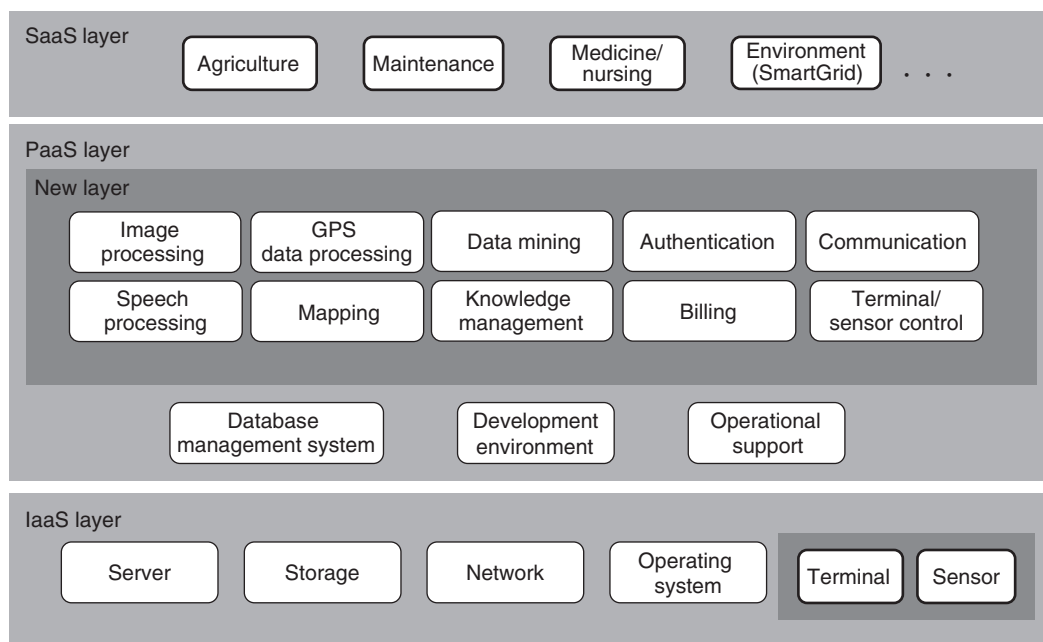 SaaS layer
Agriculture
Maintenance
Medicine/
nursing
Environment
(SmartGrid)
. . .
PaaS layer
New layer
Image
processing
GPS
data processing
Data mining
Authentication
Communication
Speech
processing
Mapping
Knowledge
management
Billing
Terminal/
sensor control
Database
management system
Development
environment
Operational
support
IaaS layer
Server
Storage
Network
Operating
system
Terminal
Sensor